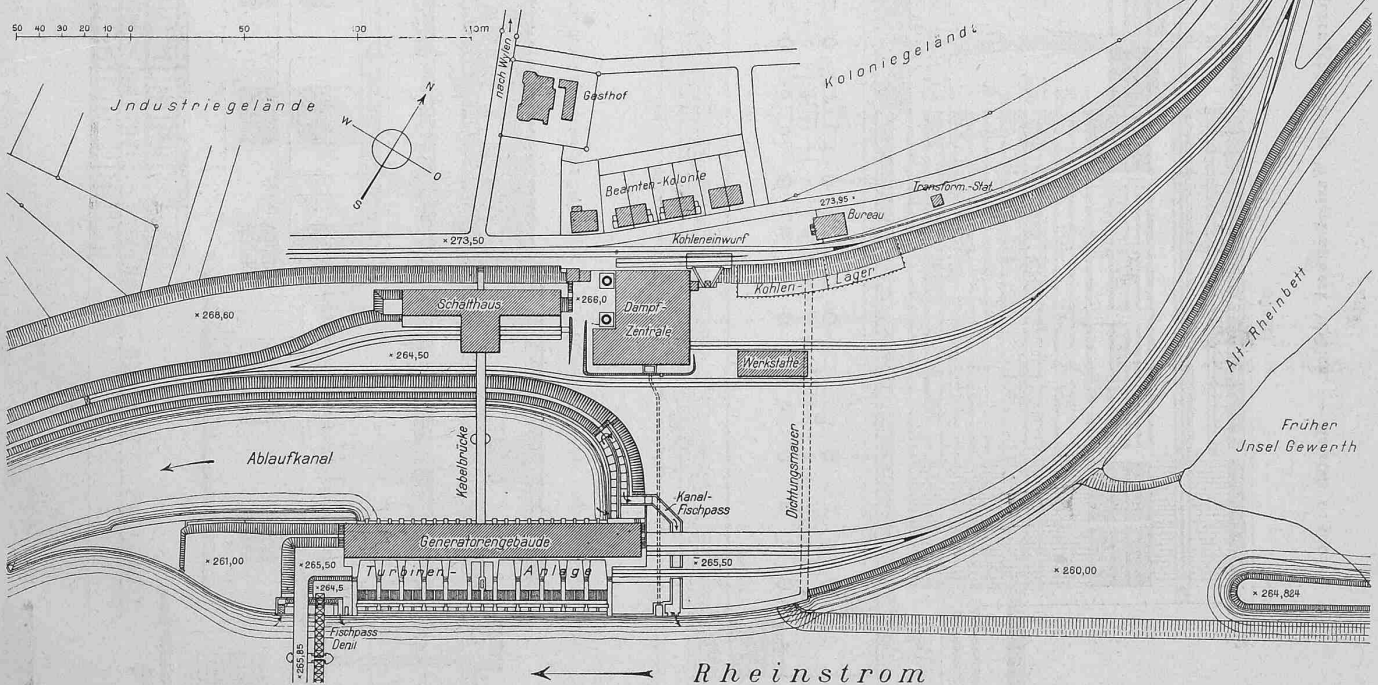 50 40 30 20 10 0 50 100 150m
nach Wylen
Koloniegeländ
Jndustriegelände
Gasthof
N
W
O
S
Beamten-Kolonie
Transform.-Stat.
273,95
Bureau
× 273,50
Kohleneinwurf
Kohlen-Lager
Schalthaus
× 266,0
Dampf-
Zentrale
× 268,60
× 264,50
Werkstätte
Alt-Rheinbett
Früher
Jnsel Gewerth
Ablaufkanal
Kabelbrücke
Dichtungsmauer
Kanal-
Fischpass
Generatorengebäude
× 261,00
× 265,50
Turbinen-Anlage
× 265,50
× 260,00
× 264,5
× 264,824
Fischpass
Denil
× 265,85
Rheinstrom